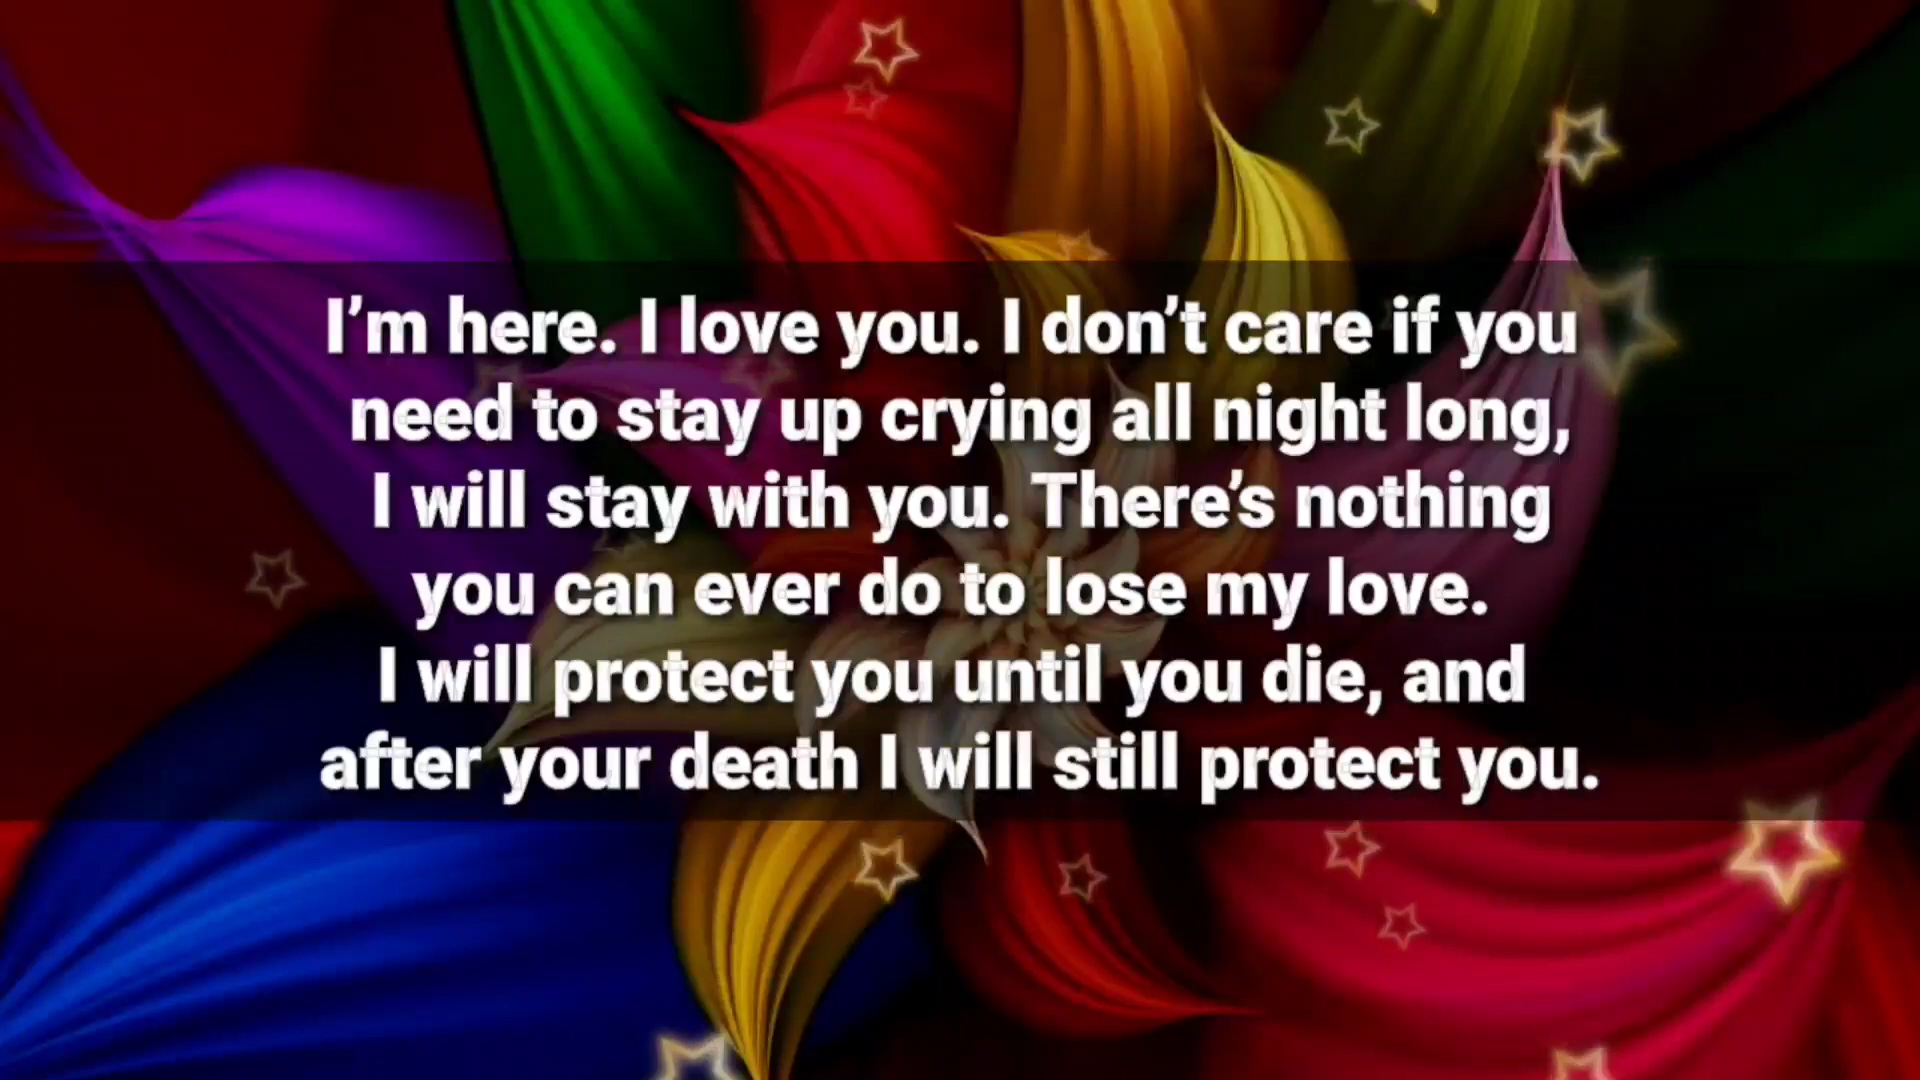 I’m here. I love you. I don’t care if you
need to stay up crying all night long,
I will stay with you. There’s nothing
you can ever do to lose my love.
I will protect you until you die, and
after your death I will still protect you.